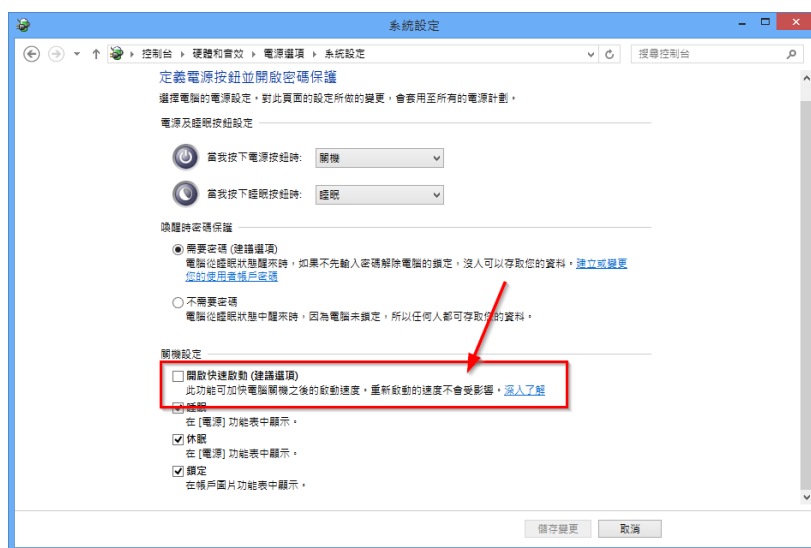 系統設定
控制台 ▸ 硬體和音效 ▸ 電源選項 ▸ 系統設定
搜尋控制台
定義電源按鈕並開啟密碼保護
選擇電腦的電源設定。對此頁面的設定所做的變更，會套用至所有的電源計劃。
電源及睡眠按鈕設定
當我按下電源按鈕時: 關機
當我按下睡眠按鈕時: 睡眠
喚醒時密碼保護
需要密碼 (建議選項)
電腦從睡眠狀態醒來時，如果不先輸入密碼解除電腦的鎖定，沒人可以存取您的資料。建立或變更
您的使用者帳戶密碼
不需要密碼
電腦從睡眠狀態中醒來時，因為電腦未鎖定，所以任何人都可存取您的資料。
關機設定
開啟快速啟動 (建議選項)
此功能可加快電腦關機之後的啟動速度。重新啟動的速度不會受影響。深入了解
睡眠
在 [電源] 功能表中顯示。
休眠
在 [電源] 功能表中顯示。
鎖定
在帳戶圖片功能表中顯示。
儲存變更
取消